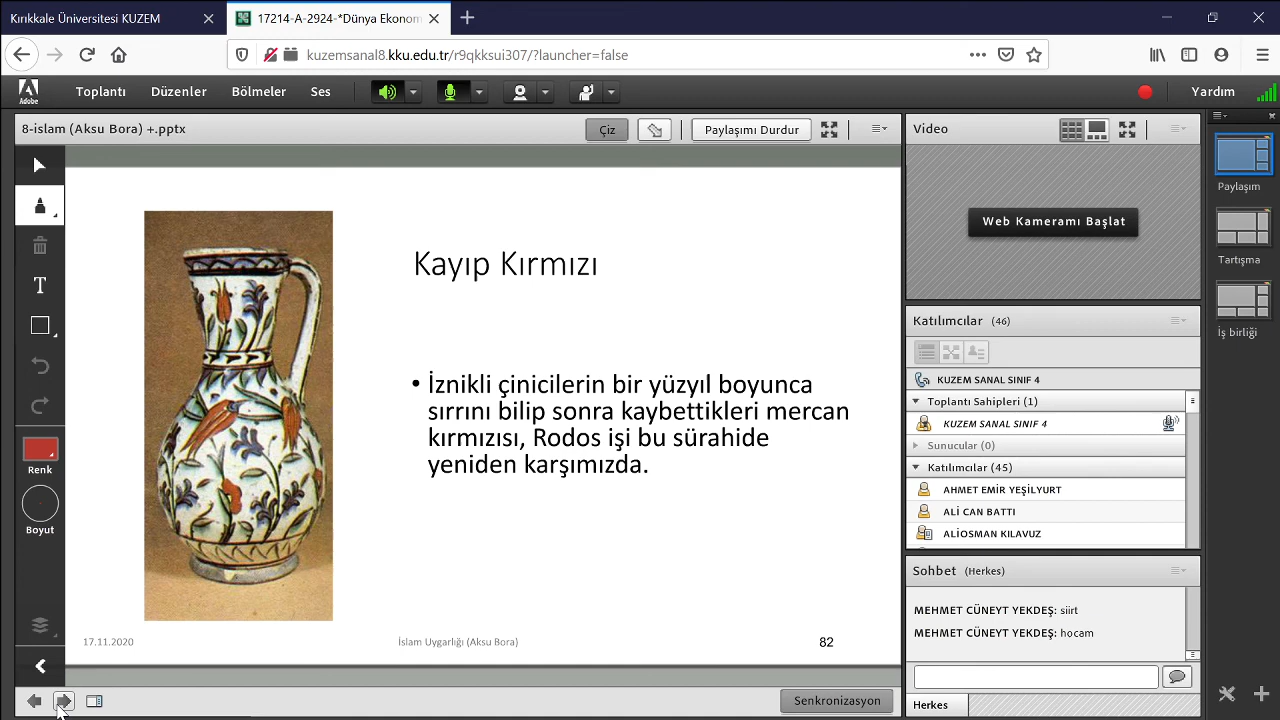 Kırıkkale Üniversitesi KUZEM
17214-A-2924-*Dünya Ekonom
kuzemsanal8.kku.edu.tr/r9qkksui307/?launcher=false
Adobe
Toplantı
Düzenler
Bölmeler
Ses
Yardım
8-islam (Aksu Bora) +.pptx
Çiz
Paylaşımı Durdur
Video
Web Kameramı Başlat
Paylaşım
Tartışma
İş birliği
T
Renk
Boyut
Kayıp Kırmızı
• İznikli çinicilerin bir yüzyıl boyunca
sırrını bilip sonra kaybettikleri mercan
kırmızısı, Rodos işi bu sürahide
yeniden karşımızda.
17.11.2020
İslam Uygarlığı (Aksu Bora)
82
Senkronizasyon
Katılımcılar (46)
KUZEM SANAL SINIF 4
Toplantı Sahipleri (1)
KUZEM SANAL SINIF 4
Sunucular (0)
Katılımcılar (45)
AHMET EMİR YEŞİLYURT
ALİ CAN BATTI
ALİOSMAN KILAVUZ
Sohbet (Herkes)
MEHMET CÜNEYT YEKDEŞ: siirt
MEHMET CÜNEYT YEKDEŞ: hocam
Herkes